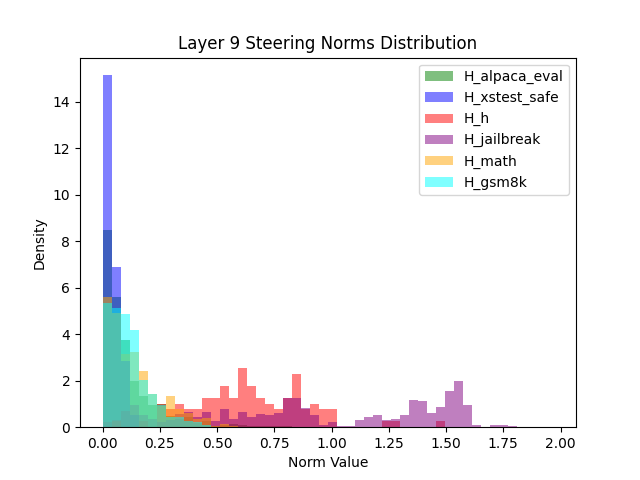 Layer 9 Steering Norms Distribution
H_alpaca_eval
H_xstest_safe
H_h
H_jailbreak
H_math
H_gsm8k
Density
14
12
10
8
6
4
2
0
0.00 0.25 0.50 0.75 1.00 1.25 1.50 1.75 2.00
Norm Value